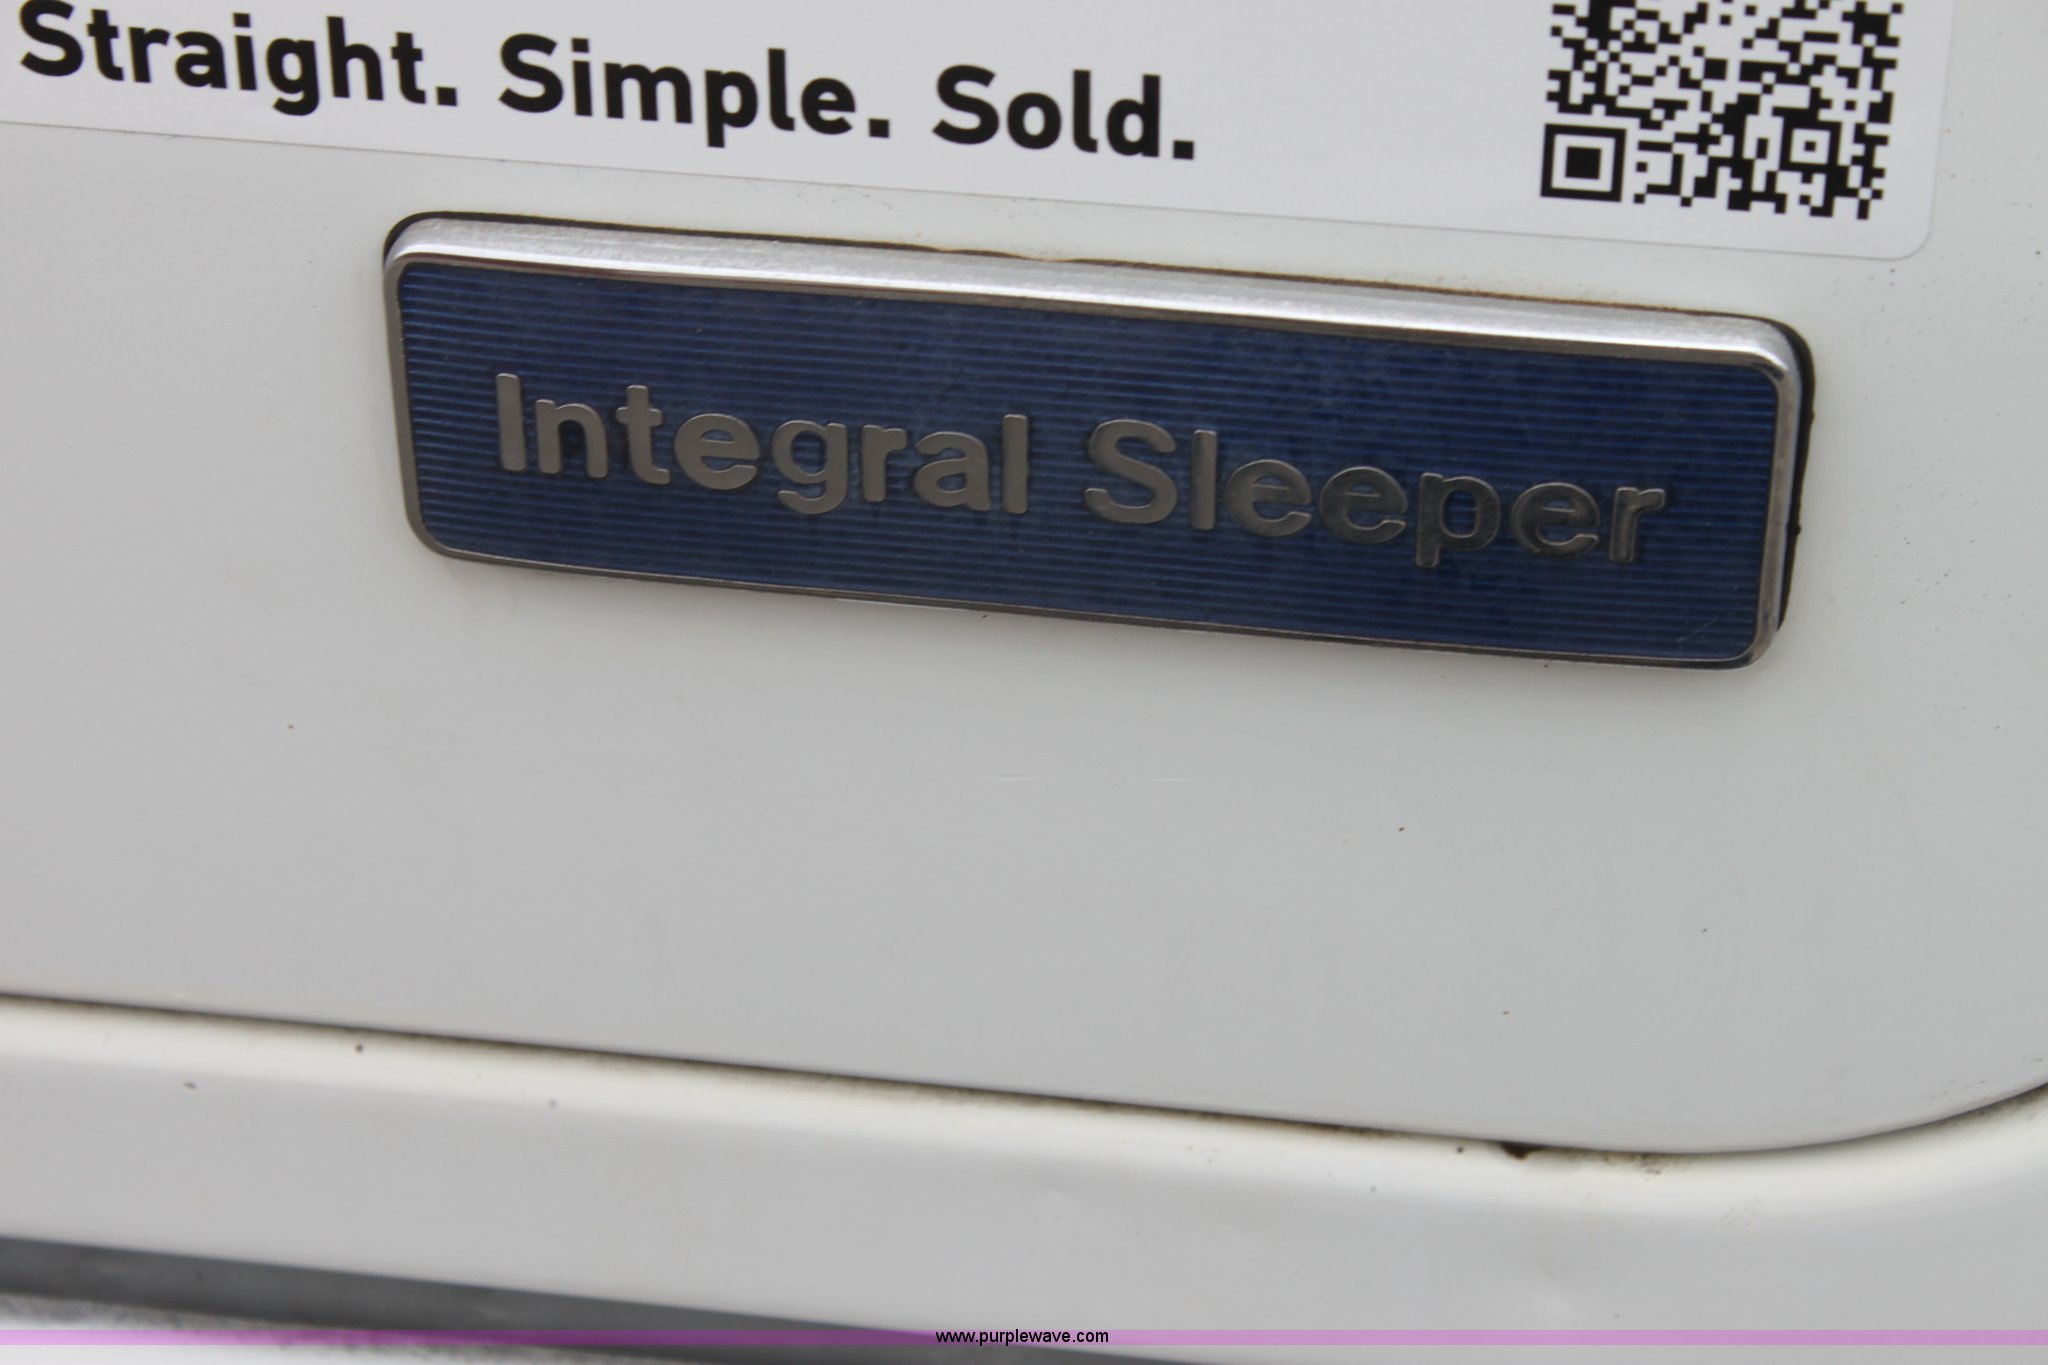 Straight. Simple. Sold.
Integral Sleeper
www.purplewave.com